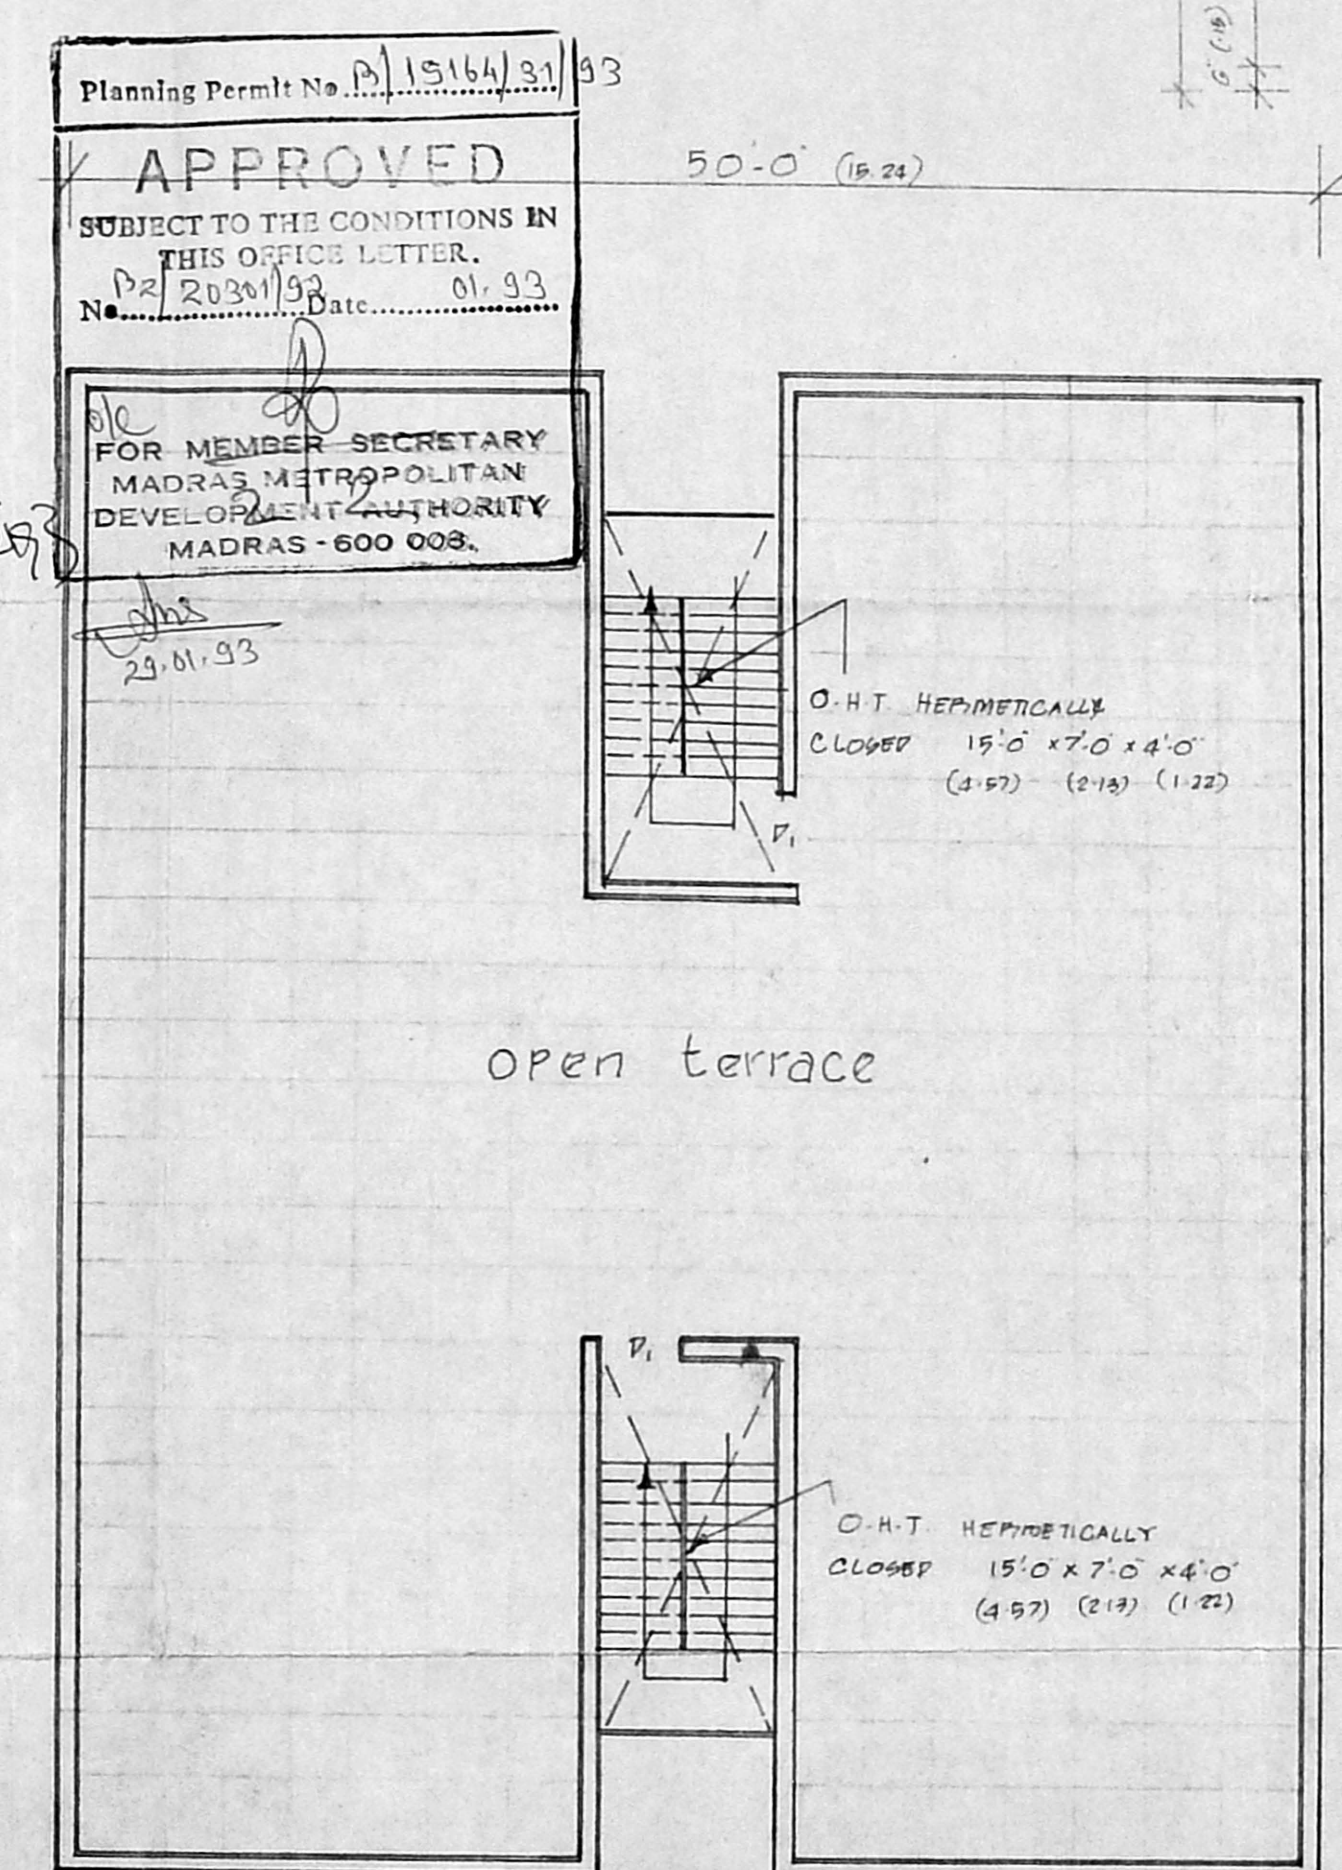 Planning Permit No B/15164/31/93
6" (.15)
APPROVED
50'-0" (15.24)
SUBJECT TO THE CONDITIONS IN
THIS OFFICE LETTER.
No B2/20301/92 Date 01.93
o/c
FOR MEMBER SECRETARY
MADRAS METROPOLITAN
DEVELOPMENT AUTHORITY
MADRAS - 600 008.
29.01.93
O.H.T. HERMETICALLY
CLOSED 15'-0" x 7'-0" x 4'-0"
(4.57) (2.13) (1.22)
D1
open terrace
D1
O.H.T. HERMETICALLY
CLOSED 15'-0" x 7'-0" x 4'-0"
(4.57) (2.13) (1.22)